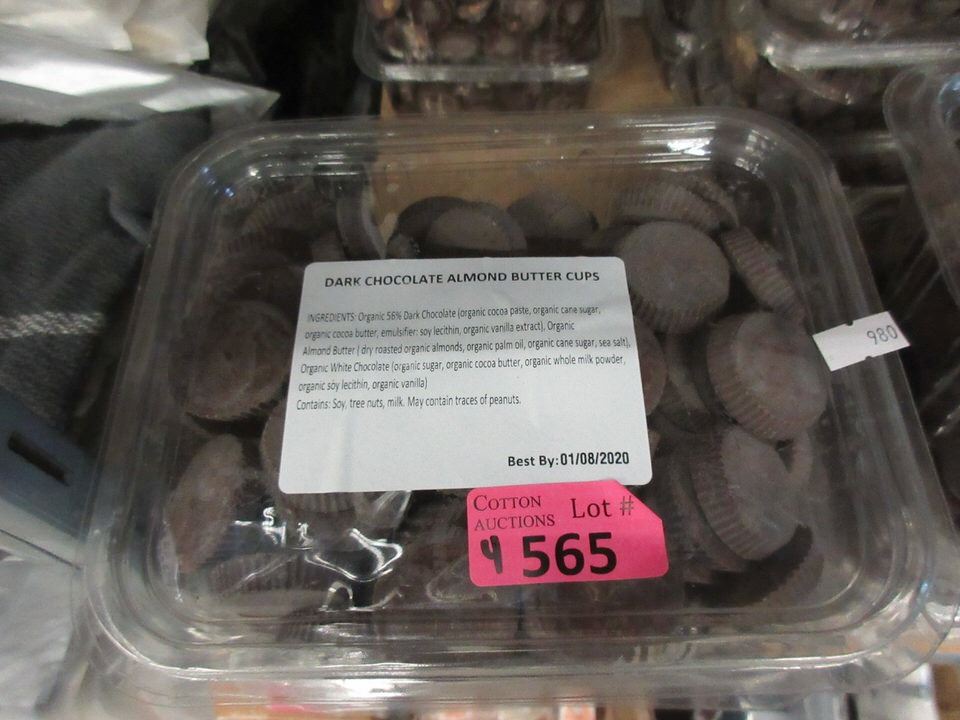 DARK CHOCOLATE ALMOND BUTTER CUPS
INGREDIENTS: Organic 56% Dark Chocolate (organic cocoa paste, organic cane sugar,
organic cocoa butter, emulsifier: soy lecithin, organic vanilla extract), Organic
Almond Butter ( dry roasted organic almonds, organic palm oil, organic cane sugar, sea salt),
Organic White Chocolate (organic sugar, organic cocoa butter, organic whole milk powder,
organic soy lecithin, organic vanilla)
Contains: Soy, tree nuts, milk. May contain traces of peanuts.
Best By: 01/08/2020
980
COTTON
AUCTIONS
Lot #
4 565